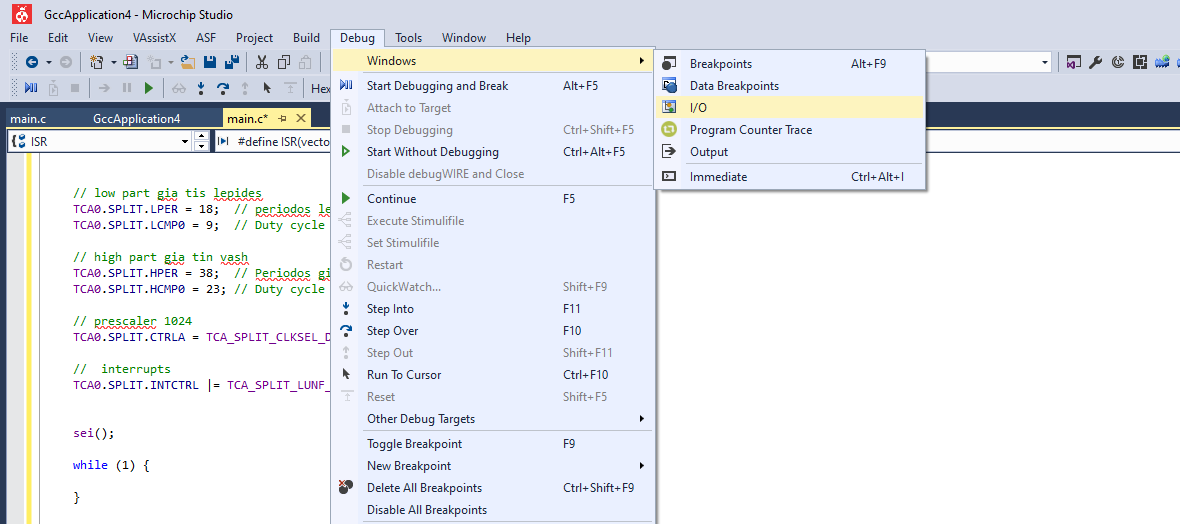 GccApplication4 - Microchip Studio
File Edit View VAssistX ASF Project Build Debug Tools Window Help
Hex
main.c GccApplication4 main.c*
ISR #define ISR(vecto
Windows
Start Debugging and Break Alt+F5
Attach to Target
Stop Debugging Ctrl+Shift+F5
Start Without Debugging Ctrl+Alt+F5
Disable debugWIRE and Close
Continue F5
Execute Stimulifile
Set Stimulifile
Restart
QuickWatch... Shift+F9
Step Into F11
Step Over F10
Step Out Shift+F11
Run To Cursor Ctrl+F10
Reset Shift+F5
Other Debug Targets
Toggle Breakpoint F9
New Breakpoint
Delete All Breakpoints Ctrl+Shift+F9
Disable All Breakpoints
Breakpoints Alt+F9
Data Breakpoints
I/O
Program Counter Trace
Output
Immediate Ctrl+Alt+I
// low part gia tis lepides
TCA0.SPLIT.LPER = 18; // periodos le
TCA0.SPLIT.LCMP0 = 9; // Duty cycle
// high part gia tin vash
TCA0.SPLIT.HPER = 38; // Periodos gi
TCA0.SPLIT.HCMP0 = 23; // Duty cycle
// prescaler 1024
TCA0.SPLIT.CTRLA = TCA_SPLIT_CLKSEL_D
// interrupts
TCA0.SPLIT.INTCTRL |= TCA_SPLIT_LUNF_
sei();
while (1) {
}